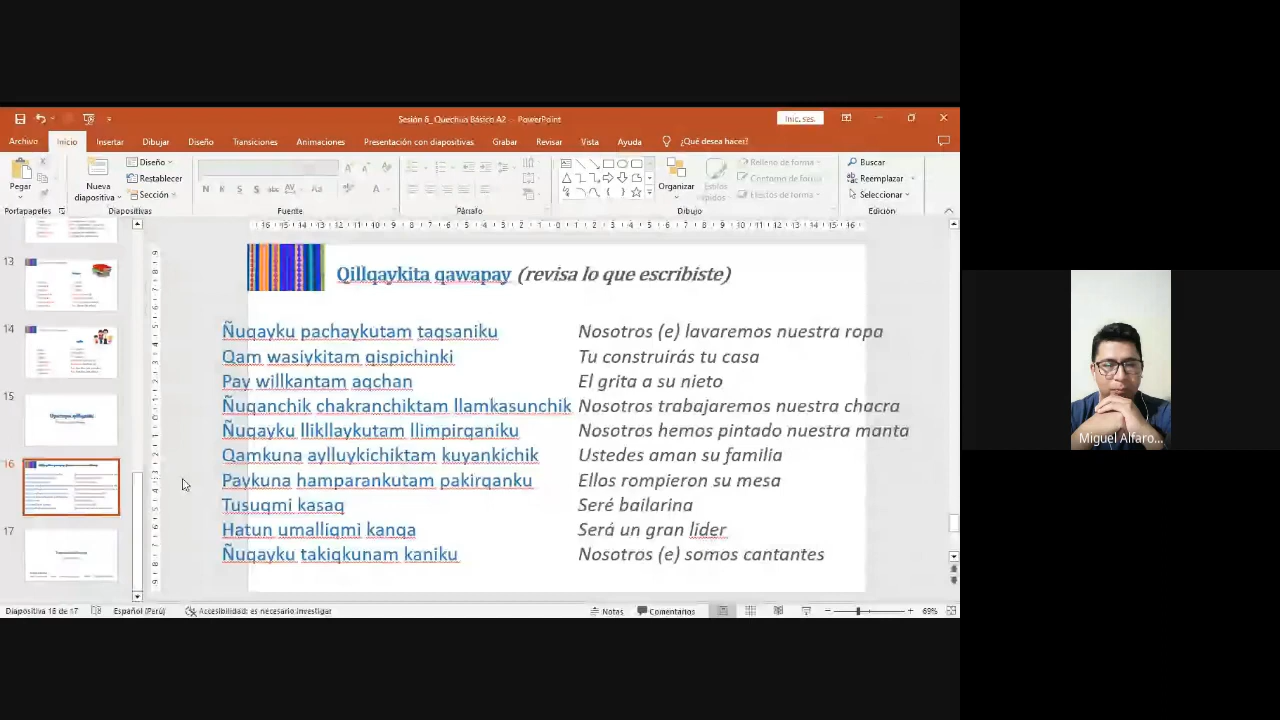 Sesión 6_ Quechua Básico A2 - PowerPoint
Inic. ses.
Archivo Inicio Insertar Dibujar Diseño Transiciones Animaciones Presentación con diapositivas Grabar Revisar Vista Ayuda ¿Qué desea hacer?
Pegar
Nueva diapositiva
Diseño
Restablecer
Sección
Organizar
Estilos rápidos
Relleno de forma
Contorno de forma
Efectos de forma
Buscar
Reemplazar
Seleccionar
Portapapeles Diapositivas Fuente Párrafo Dibujo Edición
13
14
15
16
17
Qillqaykita qawapay (revisa lo que escribiste)
Ñuqayku pachaykutam taqsaniku Nosotros (e) lavaremos nuestra ropa
Qam wasiykitam qispichinki Tu construirás tu casa
Pay willkantam aqchan El grita a su nieto
Ñuqanchik chakranchiktam llamkasunchik Nosotros trabajaremos nuestra chacra
Ñuqayku llikllaykutam llimpirqaniku Nosotros hemos pintado nuestra manta
Qamkuna aylluykichiktam kuyankichik Ustedes aman su familia
Paykuna hamparankutam pakirqanku Ellos rompieron su mesa
Tusuqmi kasaq Seré bailarina
Hatun umalliqmi kanqa Será un gran líder
Ñuqayku takiqkunam kaniku Nosotros (e) somos cantantes
Miguel Alfaro...
Diapositiva 16 de 17 Español (Perú) Accesibilidad: es necesario investigar Notas Comentarios 69%